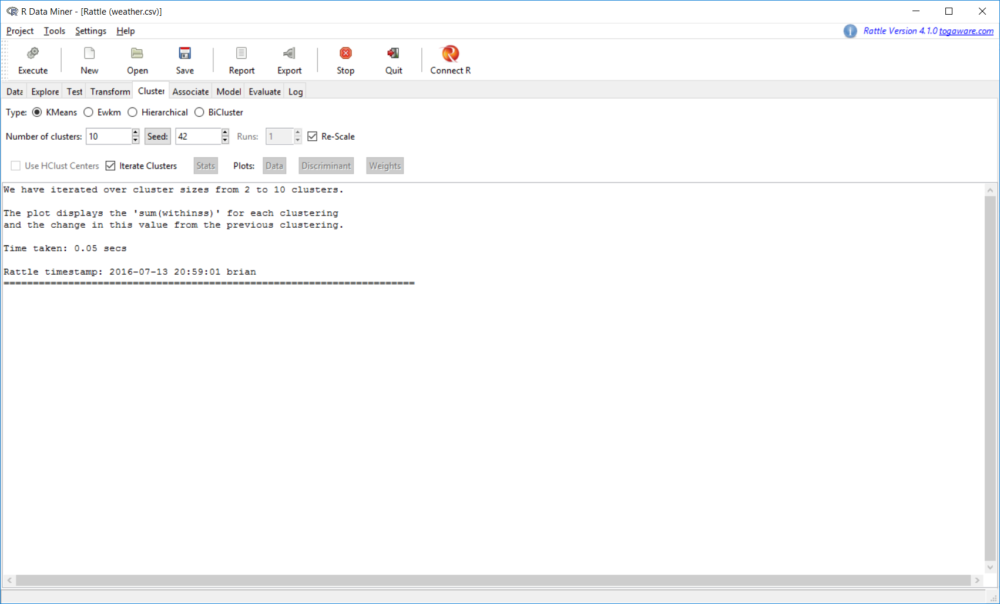 R Data Miner - [Rattle (weather.csv)]
Project Tools Settings Help
Rattle Version 4.1.0 togaware.com
Execute New Open Save Report Export Stop Quit Connect R
Data Explore Test Transform Cluster Associate Model Evaluate Log
Type: KMeans Ewkm Hierarchical BiCluster
Number of clusters: 10 Seed: 42 Runs: 1 Re-Scale
Use HClust Centers Iterate Clusters Stats Plots: Data Discriminant Weights
We have iterated over cluster sizes from 2 to 10 clusters.
The plot displays the 'sum(withinss)' for each clustering
and the change in this value from the previous clustering.
Time taken: 0.05 secs
Rattle timestamp: 2016-07-13 20:59:01 brian
======================================================================